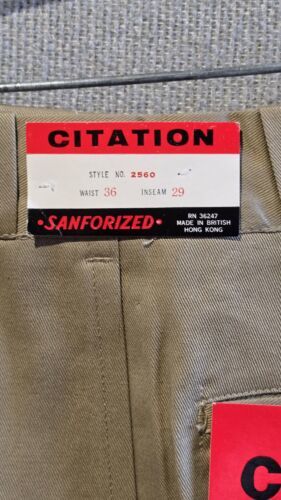 CITATION
STYLE NO. 2560
WAIST 36 INSEAM 29
• SANFORIZED •
RN 36247
MADE IN BRITISH
HONG KONG
C